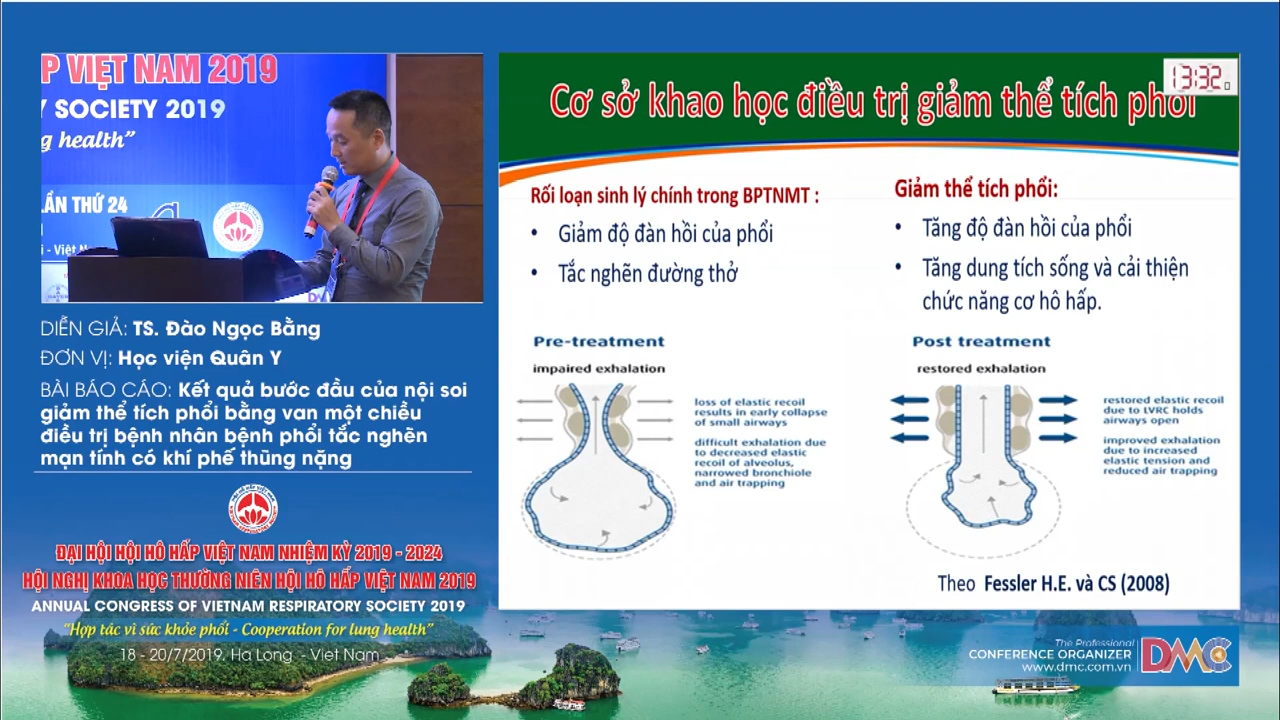 P VIỆT NAM 2019
Y SOCIETY 2019
g health”
LẦN THỨ 24
DIỄN GIẢ: TS. Đào Ngọc Bằng
ĐƠN VỊ: Học viện Quân Y
BÀI BÁO CÁO: Kết quả bước đầu của nội soi
giảm thể tích phổi bằng van một chiều
điều trị bệnh nhân bệnh phổi tắc nghẽn
mạn tính có khí phế thũng nặng
ĐẠI HỘI HỘI HÔ HẤP VIỆT NAM NHIỆM KỲ 2019 - 2024
HỘI NGHỊ KHOA HỌC THƯỜNG NIÊN HỘI HÔ HẤP VIỆT NAM 2019
ANNUAL CONGRESS OF VIETNAM RESPIRATORY SOCIETY 2019
“Hợp tác vì sức khỏe phổi - Cooperation for lung health”
18 - 20/7/2019, Ha Long - Viet Nam
13:32
Cơ sở khao học điều trị giảm thể tích phổi
Rối loạn sinh lý chính trong BPTNMT :
• Giảm độ đàn hồi của phổi
• Tắc nghẽn đường thở
Giảm thể tích phổi:
• Tăng độ đàn hồi của phổi
• Tăng dung tích sống và cải thiện
chức năng cơ hô hấp.
Pre-treatment
impaired exhalation
loss of elastic recoil
results in early collapse
of small airways
difficult exhalation due
to decreased elastic
recoil of alveolus,
narrowed bronchiole
and air trapping
Post treatment
restored exhalation
restored elastic recoil
due to LVRC holds
airways open
improved exhalation
due to increased
elastic tension and
reduced air trapping
Theo Fessler H.E. và CS (2008)
The Professional
CONFERENCE ORGANIZER
www.dmc.com.vn
DMC